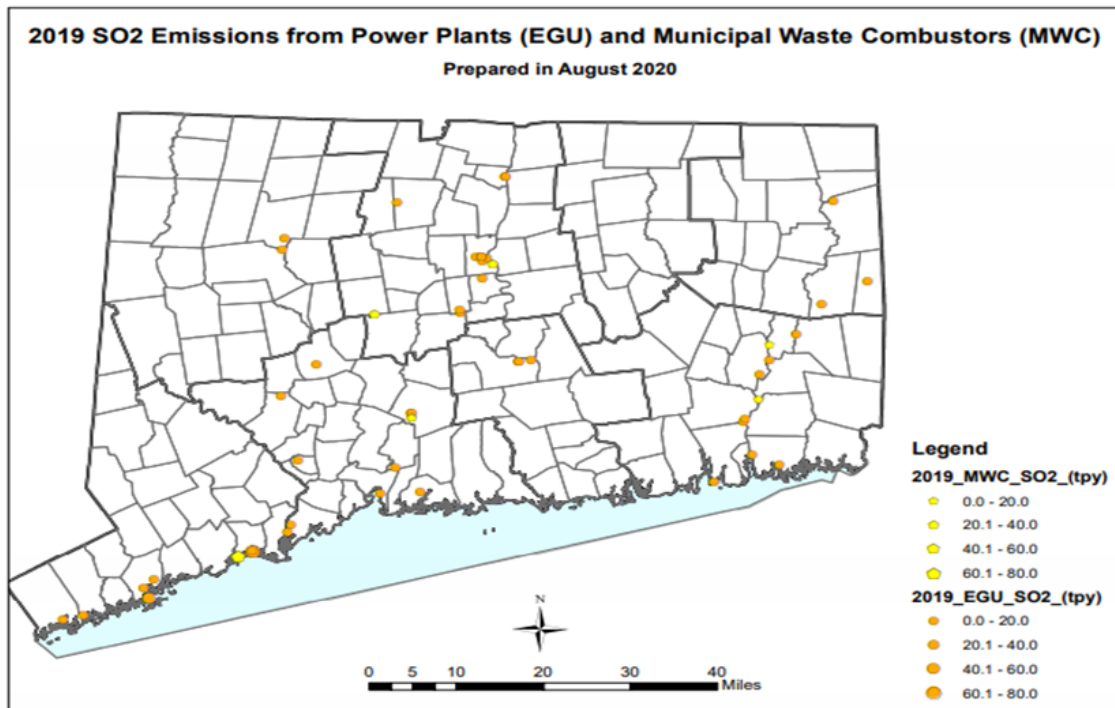 2019 SO2 Emissions from Power Plants (EGU) and Municipal Waste Combustors (MWC)
Prepared in August 2020
Legend
2019_MWC_SO2_(tpy)
0.0 - 20.0
20.1 - 40.0
40.1 - 60.0
60.1 - 80.0
2019_EGU_SO2_(tpy)
0.0 - 20.0
20.1 - 40.0
40.1 - 60.0
60.1 - 80.0
N
0 5 10 20 30 40
Miles